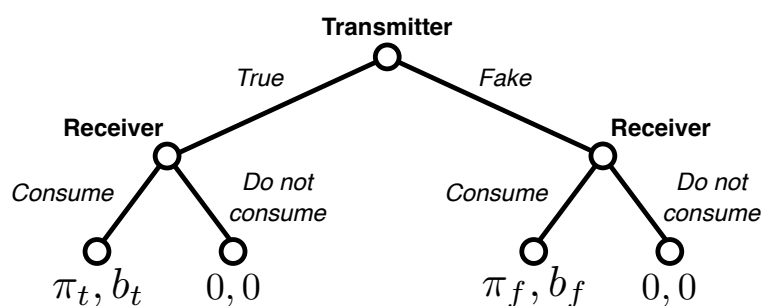 Transmitter
True
Fake
Receiver
Receiver
Consume
Do not
consume
Consume
Do not
consume
π_t, b_t
0,0
π_f, b_f
0,0